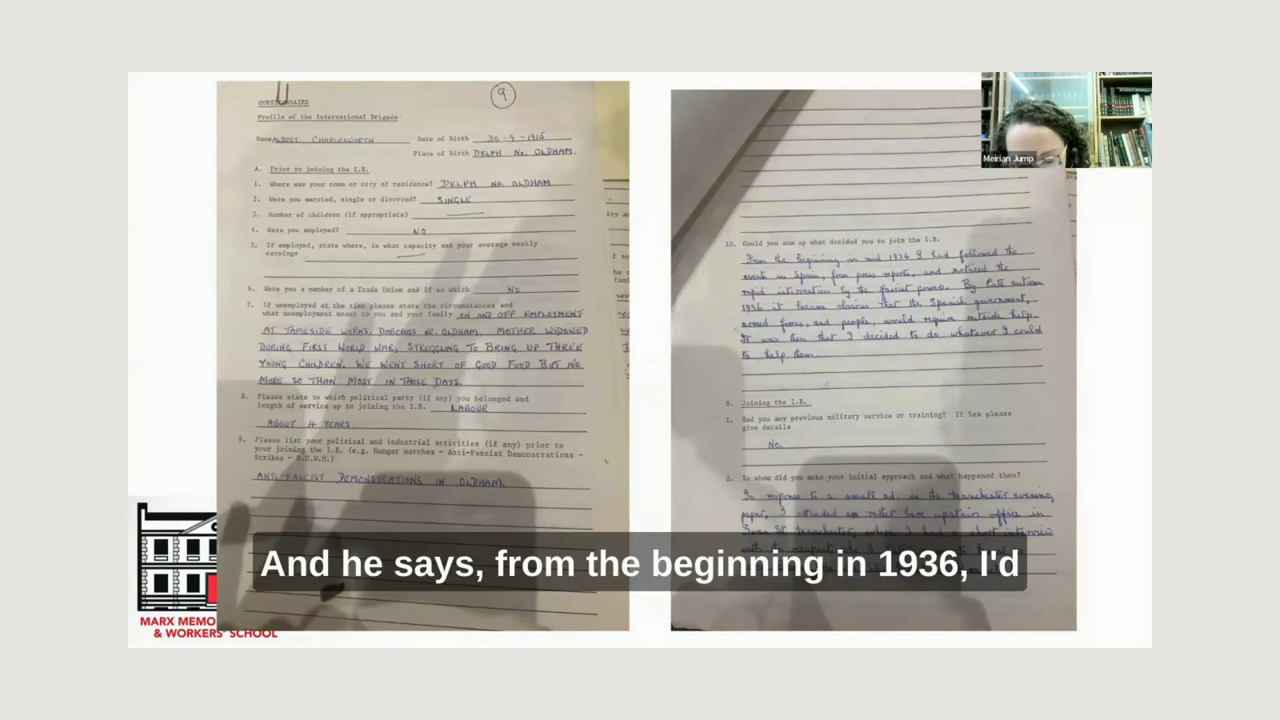 9
QUESTIONNAIRE
Profile of the International Brigade
Name ALBERT CHARLESWORTH Date of Birth 30-9-1915
Place of Birth DELPH NR. OLDHAM.
A. Prior to joining the I.B.
1. Where was your town or city of residence? DELPH NR OLDHAM
2. Were you married, single or divorced? SINGLE
3. Number of children (if appropriate)
4. Were you employed? NO
5. If employed, state where, in what capacity and your average weekly
earnings
6. Were you a member of a Trade Union and if so which NO
7. If unemployed at the time please state the circumstances and
what unemployment meant to you and your family ON AND OFF EMPLOYMENT
AT TAMESIDE WERKS. DOBCROSS NR. OLDHAM. MOTHER WIDOWED
DURING FIRST WORLD WAR, STRUGGLING TO BRING UP THREE
YOUNG CHILDREN. WE WENT SHORT OF GOOD FOOD BUT NO
MORE SO THAN MOST IN THOSE DAYS.
8. Please state to which political party (if any) you belonged and
length of service up to joining the I.B. LABOUR
ABOUT 4 YEARS.
9. Please list your political and industrial activities (if any) prior to
your joining the I.B. (e.g. Hunger marches - Anti-Fascist Demonstrations -
Strikes - N.U.W.M.)
ANTI-FASCIST DEMONSTRATIONS IN OLDHAM.
10. Could you sum up what decided you to join the I.B.
From the beginning in mid 1936 I had followed the
events in Spain, from press reports, and noticed the
rapid intervention by the fascist powers. By late autumn
1936 it became obvious that the Spanish government,
armed forces, and people, would require outside help.
It was then that I decided to do whatever I could
to help them.
B. Joining the I.B.
1. Had you any previous military service or training? If Yes please
give details
No.
2. To whom did you make your initial approach and what happened then?
In response to a small ad. in the Manchester evening
paper, I attended a rather bare upstairs office in
St. Manchester, where I had a short interview
Meirian Jump
MARX MEMO
& WORKERS' SCHOOL
And he says, from the beginning in 1936, I'd